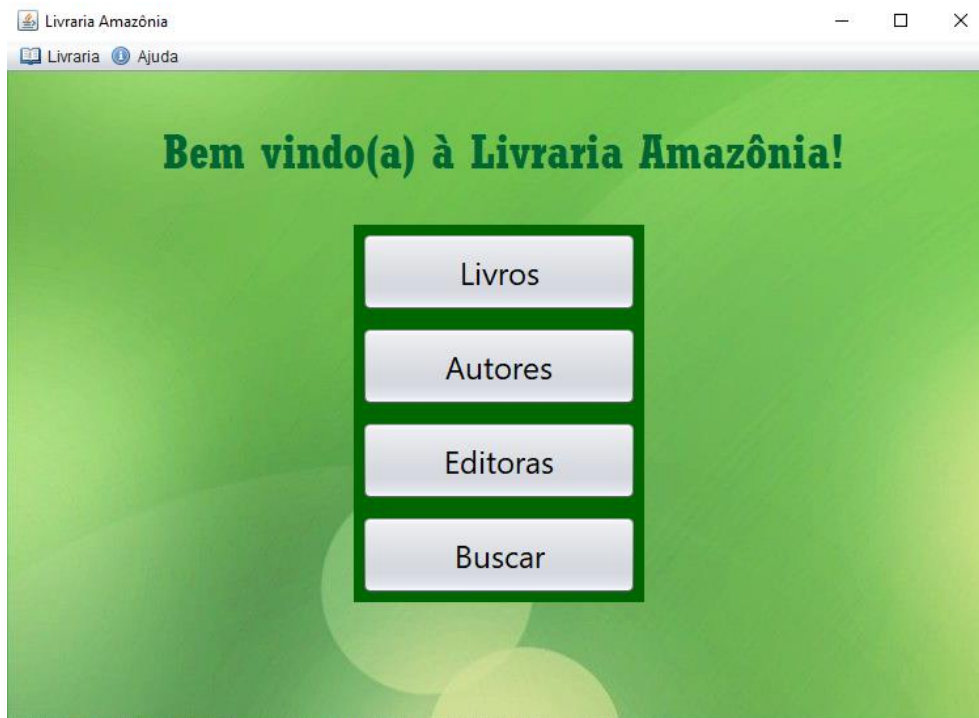 Livraria Amazônia
Livraria Ajuda
Bem vindo(a) à Livraria Amazônia!
Livros
Autores
Editoras
Buscar